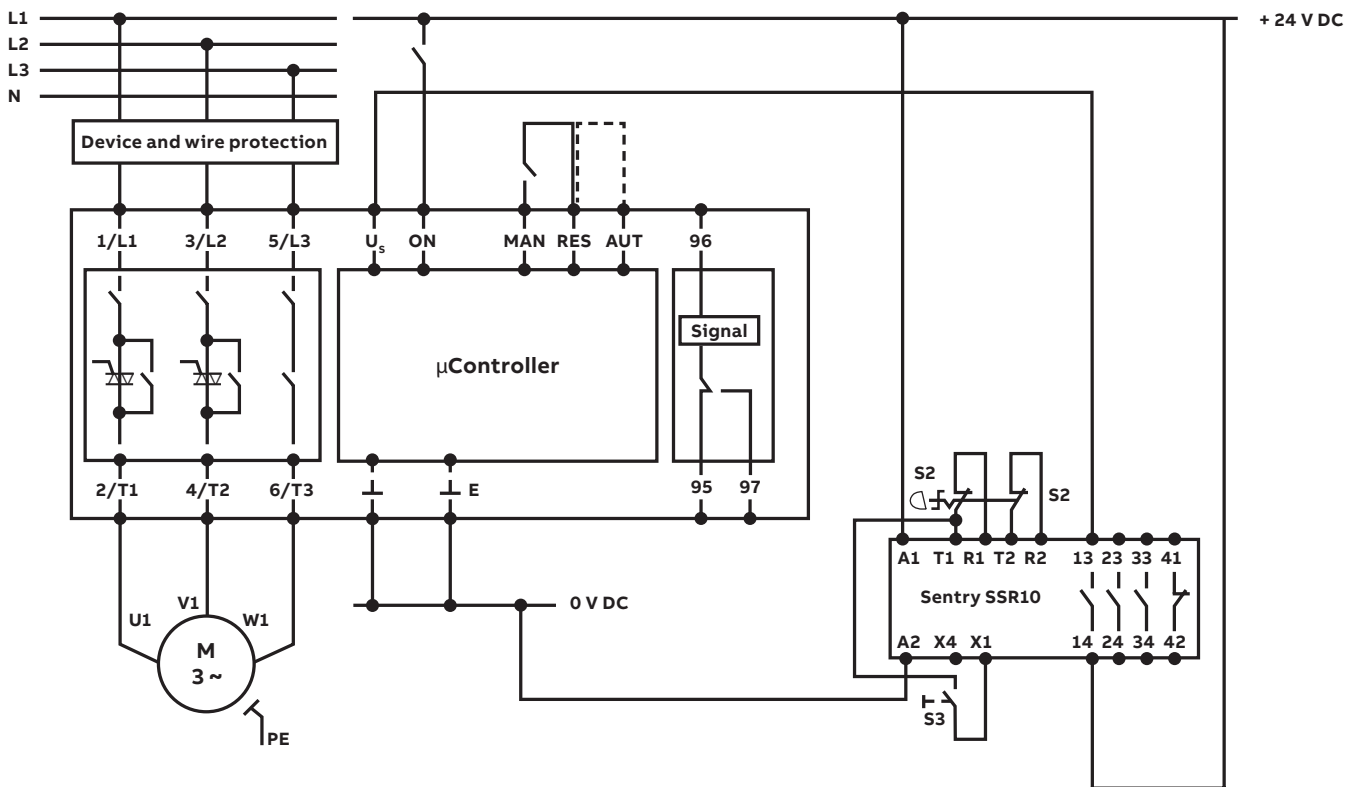 L1
+ 24 V DC
L2
L3
N
Device and wire protection
1/L1 3/L2 5/L3 Us ON MAN RES AUT 96
Signal
µController
2/T1 4/T2 6/T3 E 95 97
S2
S2
A1 T1 R1 T2 R2 13 23 33 41
Sentry SSR10
A2 X4 X1 14 24 34 42
0 V DC
U1 V1 W1
M
3 ~
PE
S3